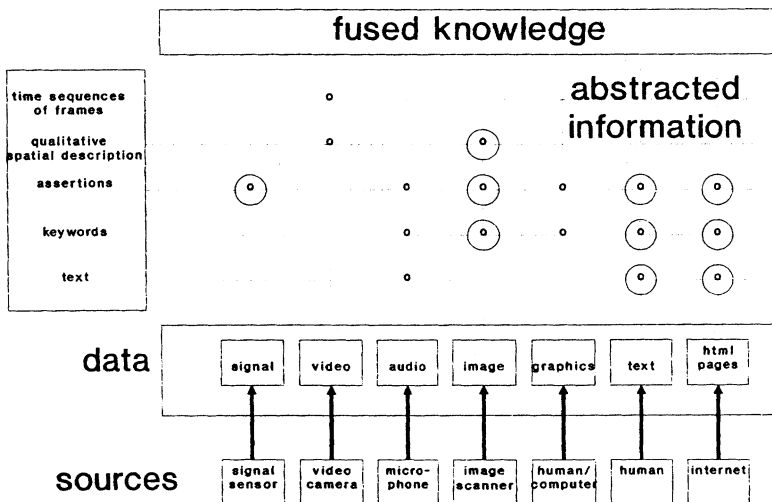 fused knowledge
abstracted
information
time sequences
of frames
qualitative
spatial description
assertions
keywords
text
data
signal
video
audio
image
graphics
text
html
pages
sources
signal
sensor
video
camera
micro-
phone
image
scanner
human/
computer
human
internet